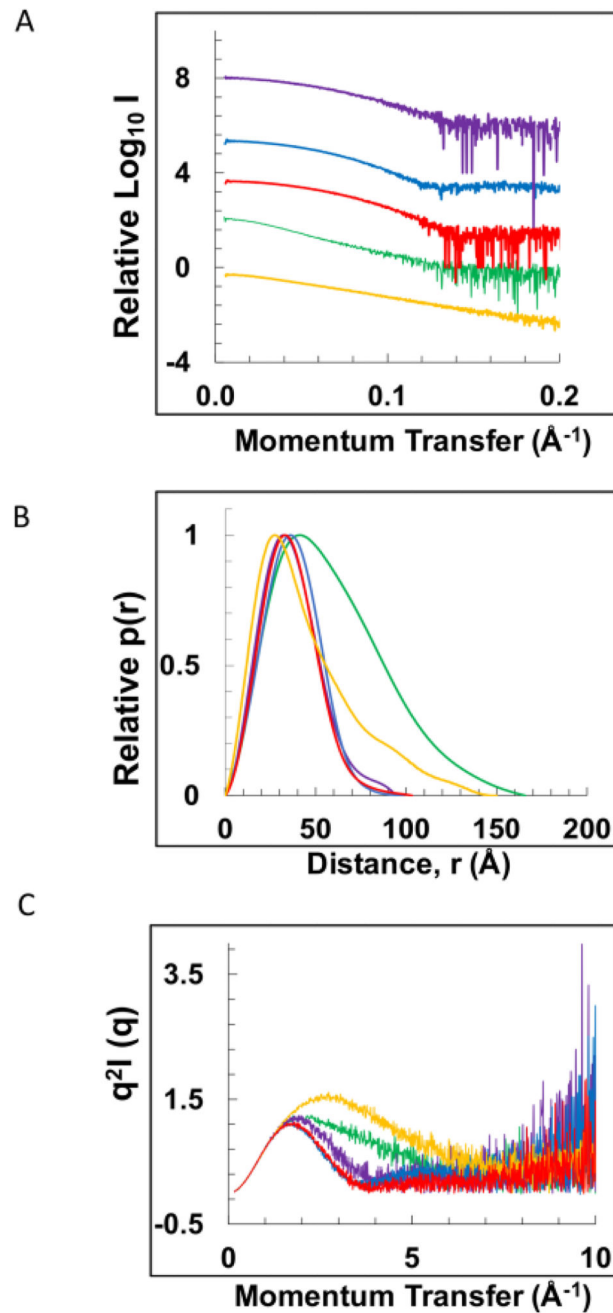 A
Relative Log₁₀ I
8
4
0
-4
0.0 0.1 0.2
Momentum Transfer (Å⁻¹)
B
Relative p(r)
1
0.5
0
0 50 100 150 200
Distance, r (Å)
C
q²I (q)
3.5
1.5
-0.5
0 5 10
Momentum Transfer (Å⁻¹)